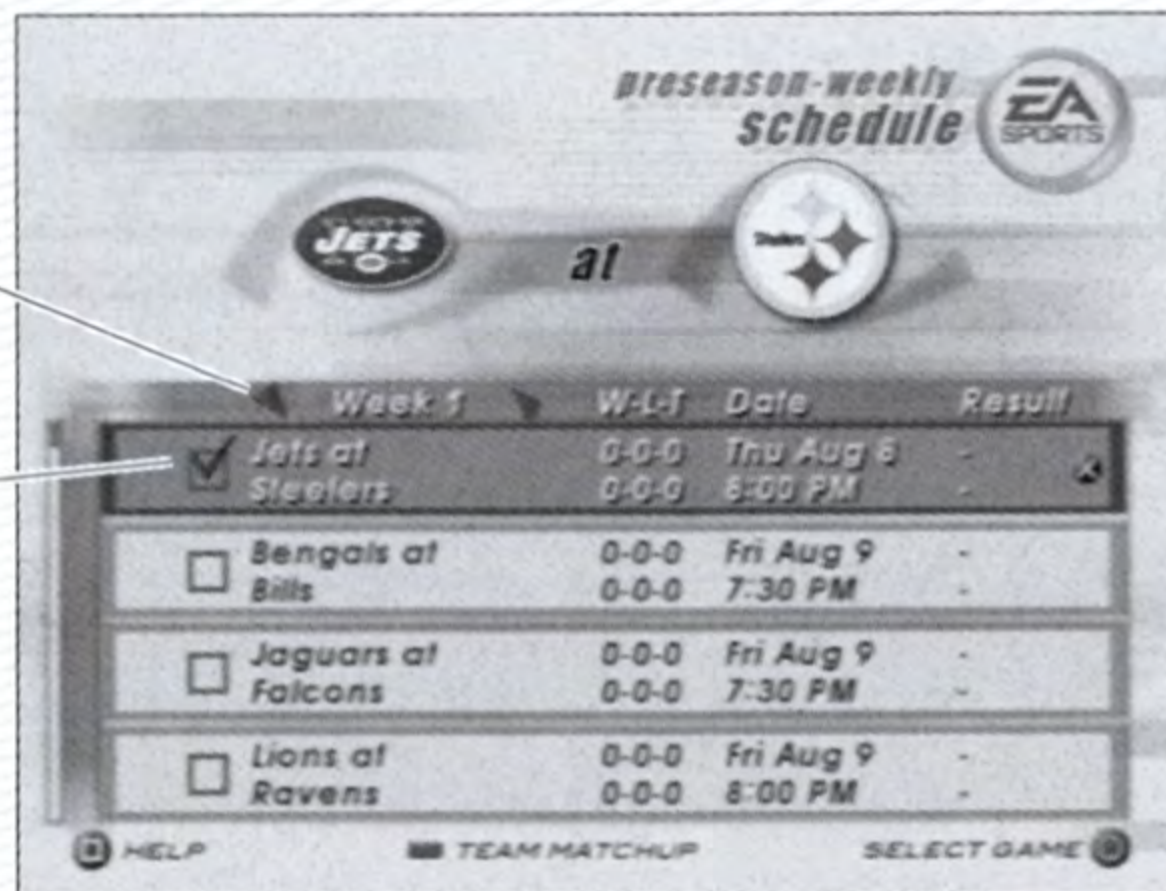 preseason-weekly
schedule
EA
SPORTS
JETS
at
Steelers
Week 1 W-L-T Date Result
Jets at 0-0-0 Thu Aug 8 -
Steelers 0-0-0 8:00 PM -
Bengals at 0-0-0 Fri Aug 9 -
Bills 0-0-0 7:30 PM -
Jaguars at 0-0-0 Fri Aug 9 -
Falcons 0-0-0 7:30 PM -
Lions at 0-0-0 Fri Aug 9 -
Ravens 0-0-0 8:00 PM -
HELP TEAM MATCHUP SELECT GAME